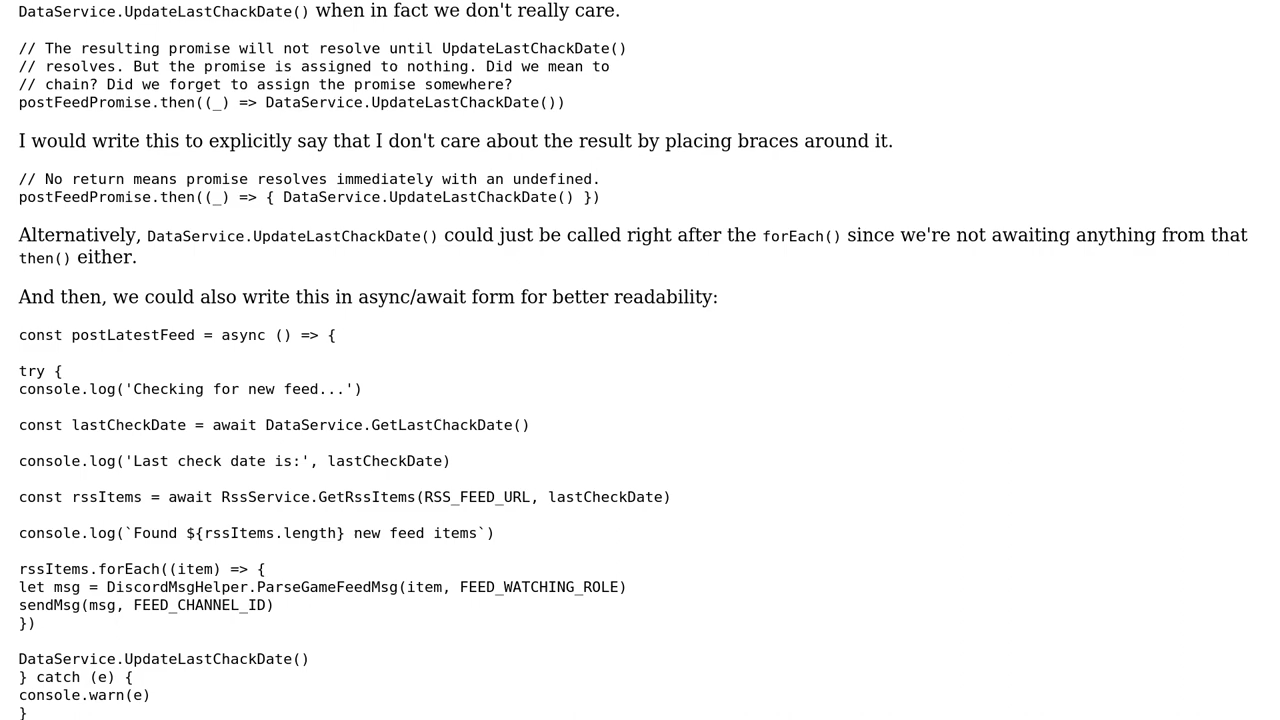 DataService.UpdateLastChackDate() when in fact we don't really care.
// The resulting promise will not resolve until UpdateLastChackDate()
// resolves. But the promise is assigned to nothing. Did we mean to
// chain? Did we forget to assign the promise somewhere?
postFeedPromise.then((_) => DataService.UpdateLastChackDate())
I would write this to explicitly say that I don't care about the result by placing braces around it.
// No return means promise resolves immediately with an undefined.
postFeedPromise.then((_) => { DataService.UpdateLastChackDate() })
Alternatively, DataService.UpdateLastChackDate() could just be called right after the forEach() since we're not awaiting anything from that
then() either.
And then, we could also write this in async/await form for better readability:
const postLatestFeed = async () => {
try {
console.log('Checking for new feed...')
const lastCheckDate = await DataService.GetLastChackDate()
console.log('Last check date is:', lastCheckDate)
const rssItems = await RssService.GetRssItems(RSS_FEED_URL, lastCheckDate)
console.log(`Found ${rssItems.length} new feed items`)
rssItems.forEach((item) => {
let msg = DiscordMsgHelper.ParseGameFeedMsg(item, FEED_WATCHING_ROLE)
sendMsg(msg, FEED_CHANNEL_ID)
})
DataService.UpdateLastChackDate()
} catch (e) {
console.warn(e)
}